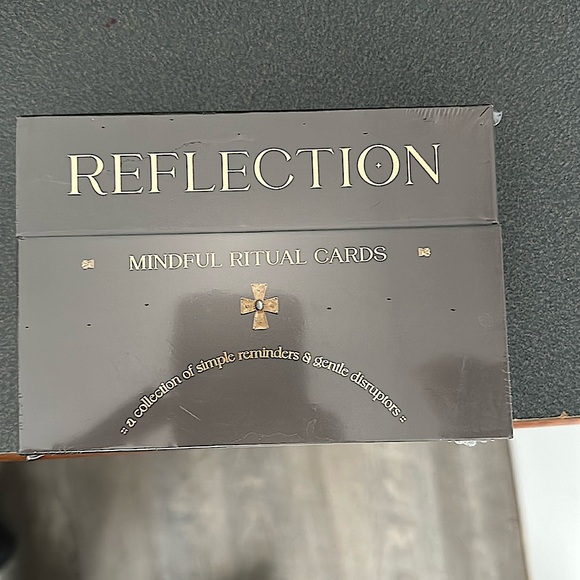 REFLECTION
MINDFUL RITUAL CARDS
:: a collection of simple reminders & gentle disruptors ::